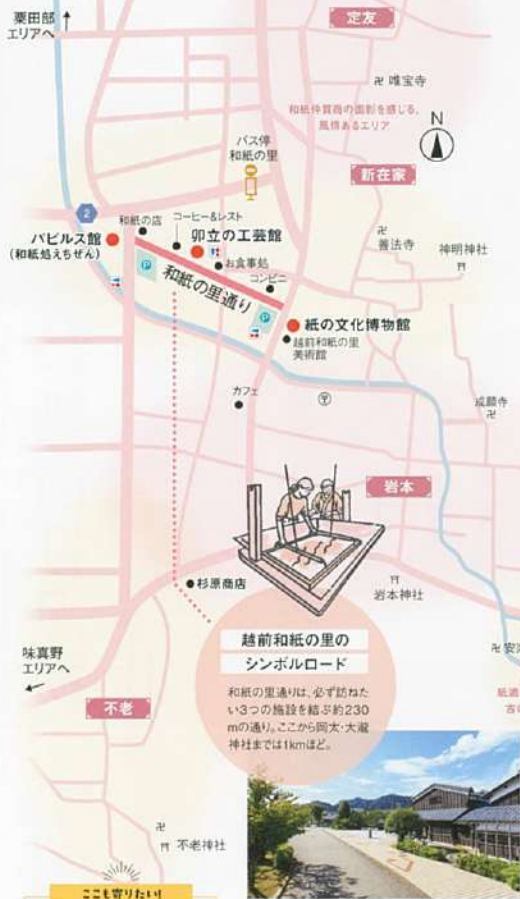 粟田部
エリアへ
定友
卍 唯宝寺
和紙仲買商の面影を感じる、
風情あるエリア
N
バス停
和紙の里
新在家
2
和紙の店
コーヒー&レスト
卯立の工芸館
パピルス館
(和紙処えちぜん)
お食事処
コンビニ
P
和紙の里通り
P
卍
善法寺
神明神社
紙の文化博物館
越前和紙の里
美術館
カフェ
〒
成願寺
卍
岩本
杉原商店
岩本神社
越前和紙の里の
シンボルロード
和紙の里通りは、必ず訪ねた
い3つの施設を結ぶ約230
mの通り。ここから岡太・大瀧
神社までは1kmほど。
味真野
エリアへ
卍 安
紙
古
不老
卍
不老神社
ここも寄りたい!